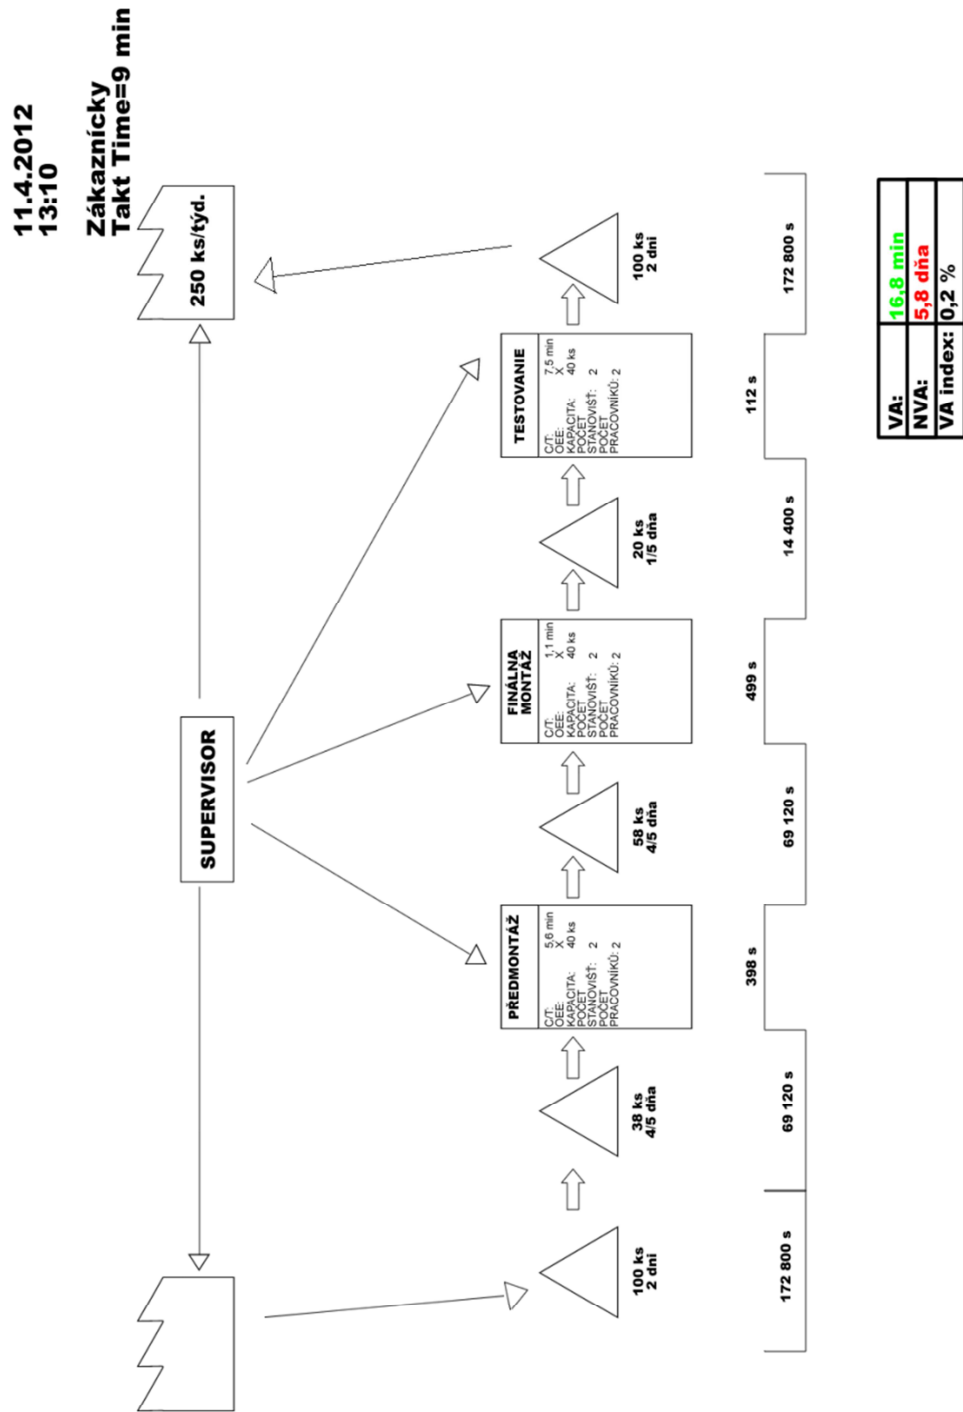 11.4.2012
13:10
Zákaznícky
Takt Time=9 min
250 ks/týd.
SUPERVISOR
PŘEDMONTÁŽ
C/T: 5,6 min
OEE: X
KAPACITA: 40 ks
POČET
STANOVIŠŤ: 2
POČET
PRACOVNÍKŮ: 2
FINÁLNA
MONTÁŽ
C/T: 1,1 min
OEE: X
KAPACITA: 40 ks
POČET
STANOVIŠŤ: 2
POČET
PRACOVNÍKŮ: 2
TESTOVANIE
C/T: 7,5 min
OEE: X
KAPACITA: 40 ks
POČET
STANOVIŠŤ: 2
POČET
PRACOVNÍKŮ: 2
100 ks
2 dni
38 ks
4/5 dňa
58 ks
4/5 dňa
20 ks
1/5 dňa
100 ks
2 dni
172 800 s
69 120 s
398 s
69 120 s
499 s
14 400 s
112 s
172 800 s
VA: 16,8 min
NVA: 5,8 dňa
VA index: 0,2 %